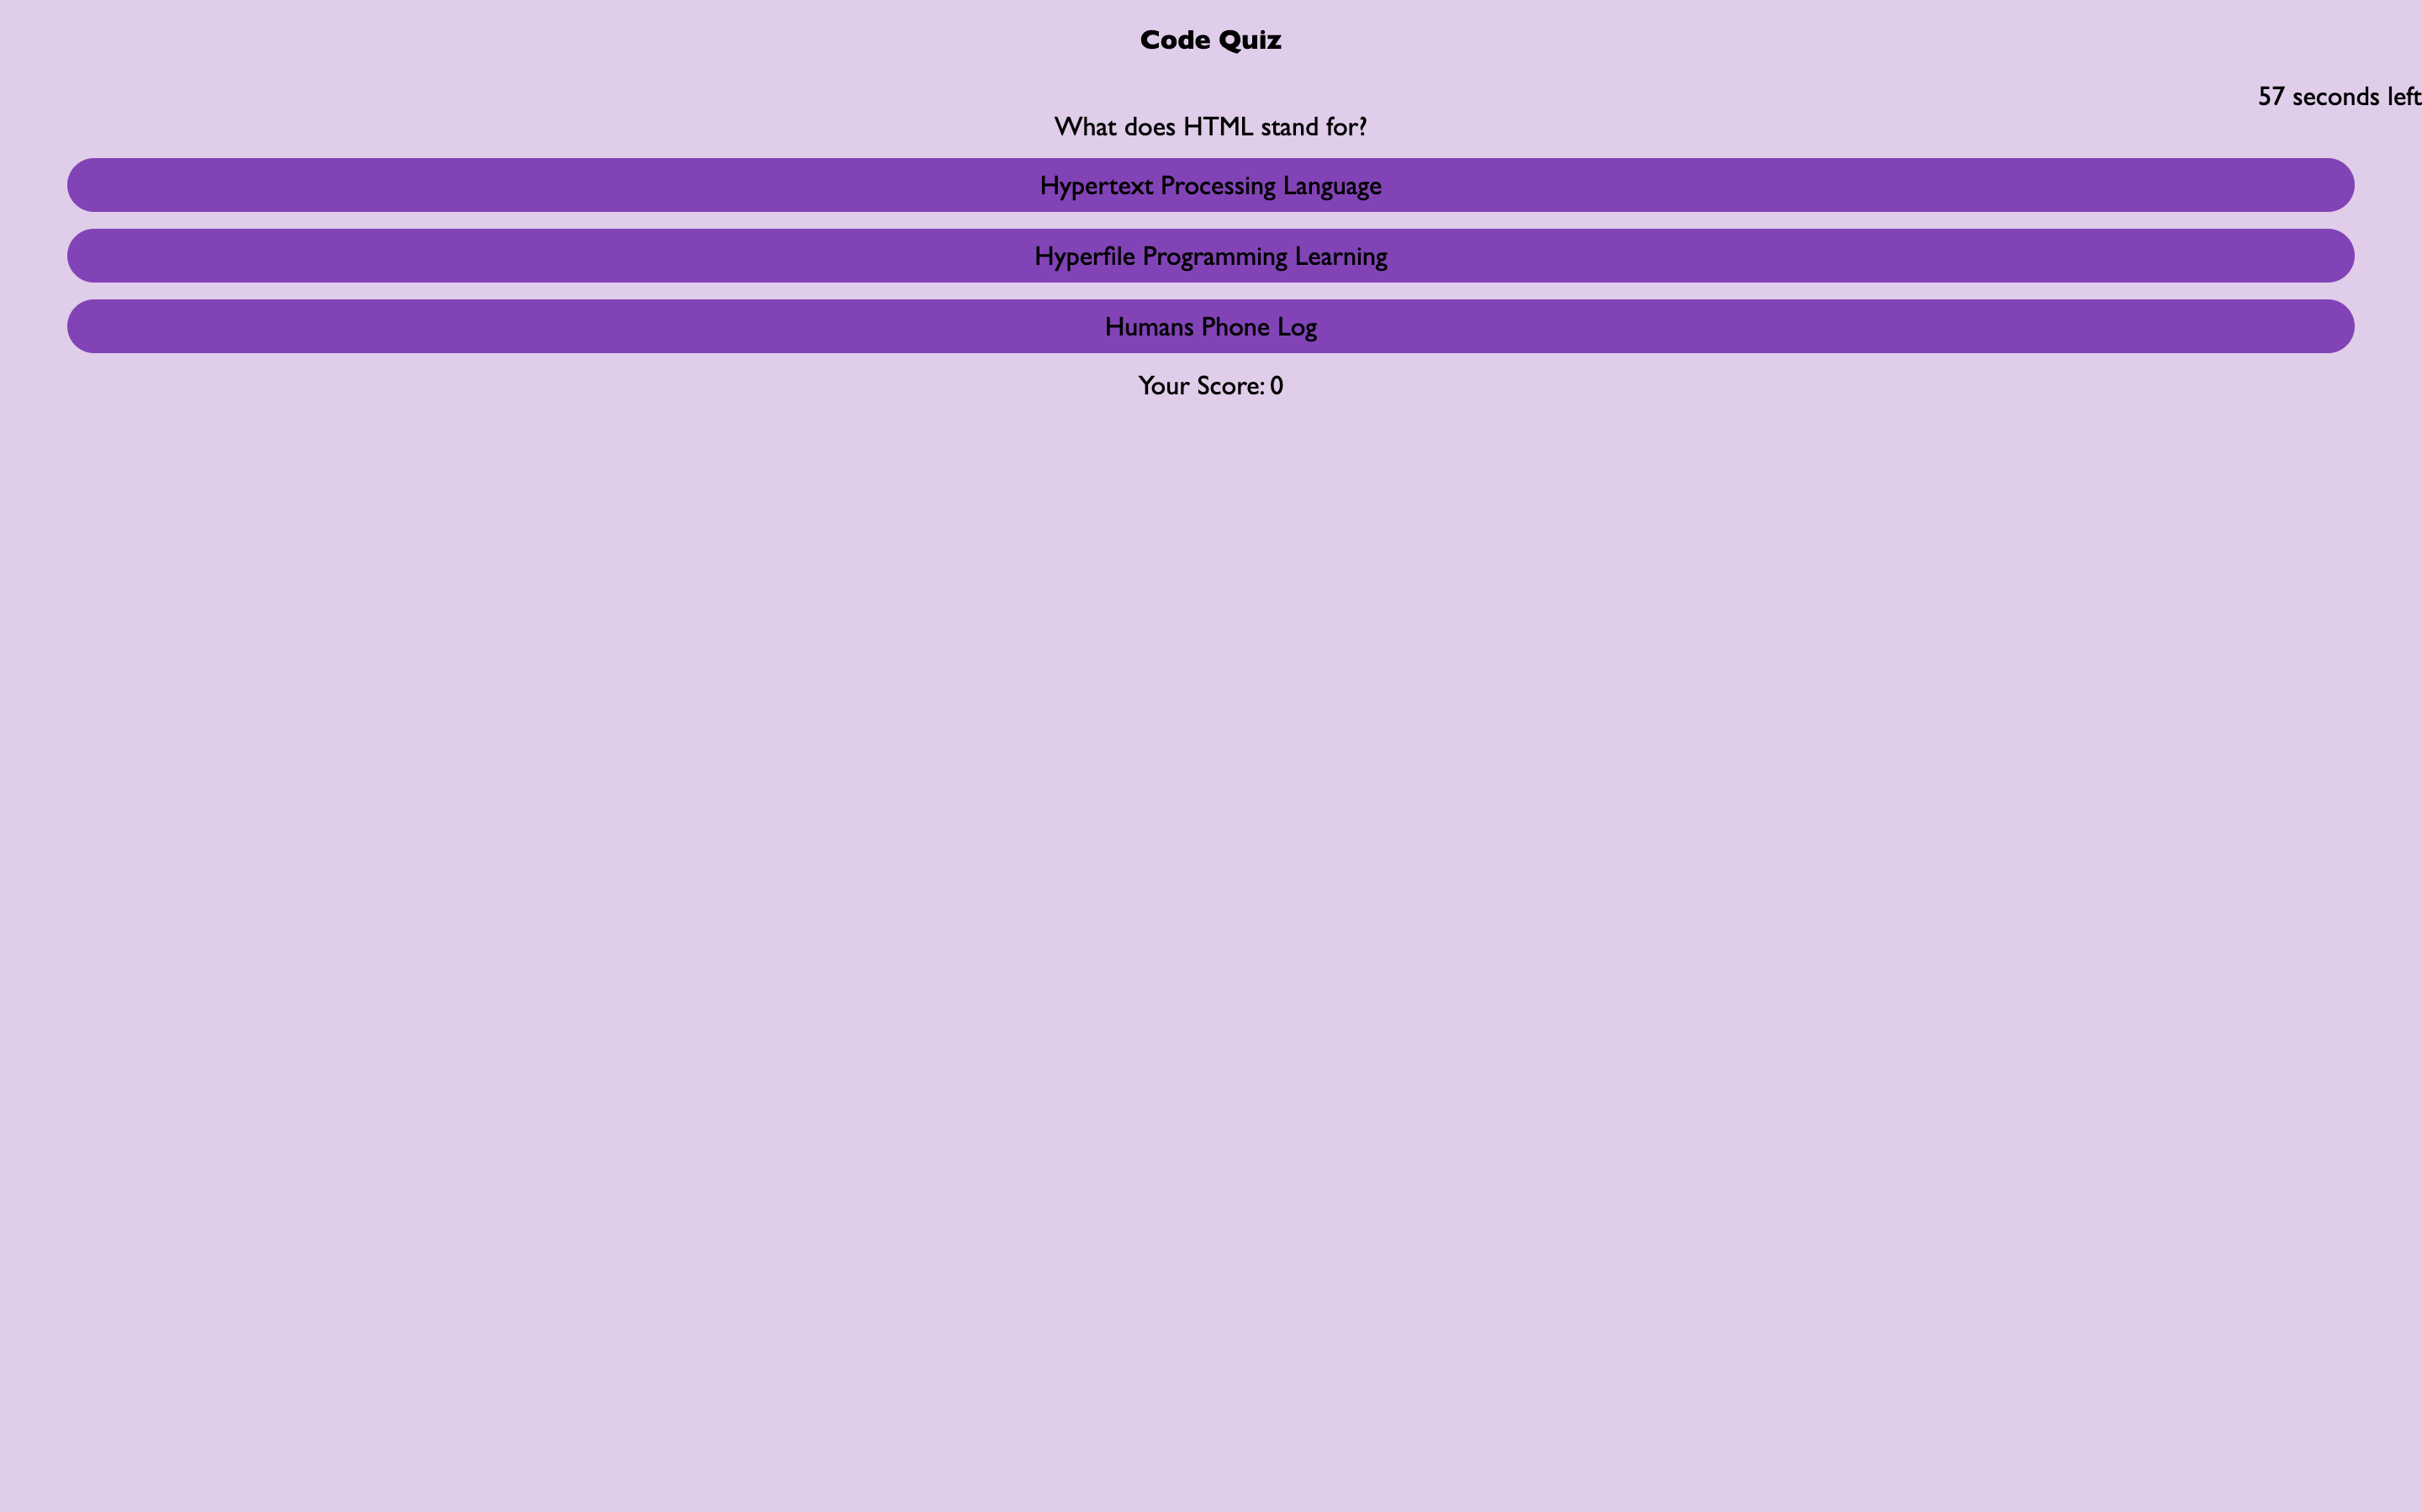 Code Quiz
57 seconds left
What does HTML stand for?
Hypertext Processing Language
Hyperfile Programming Learning
Humans Phone Log
Your Score: 0